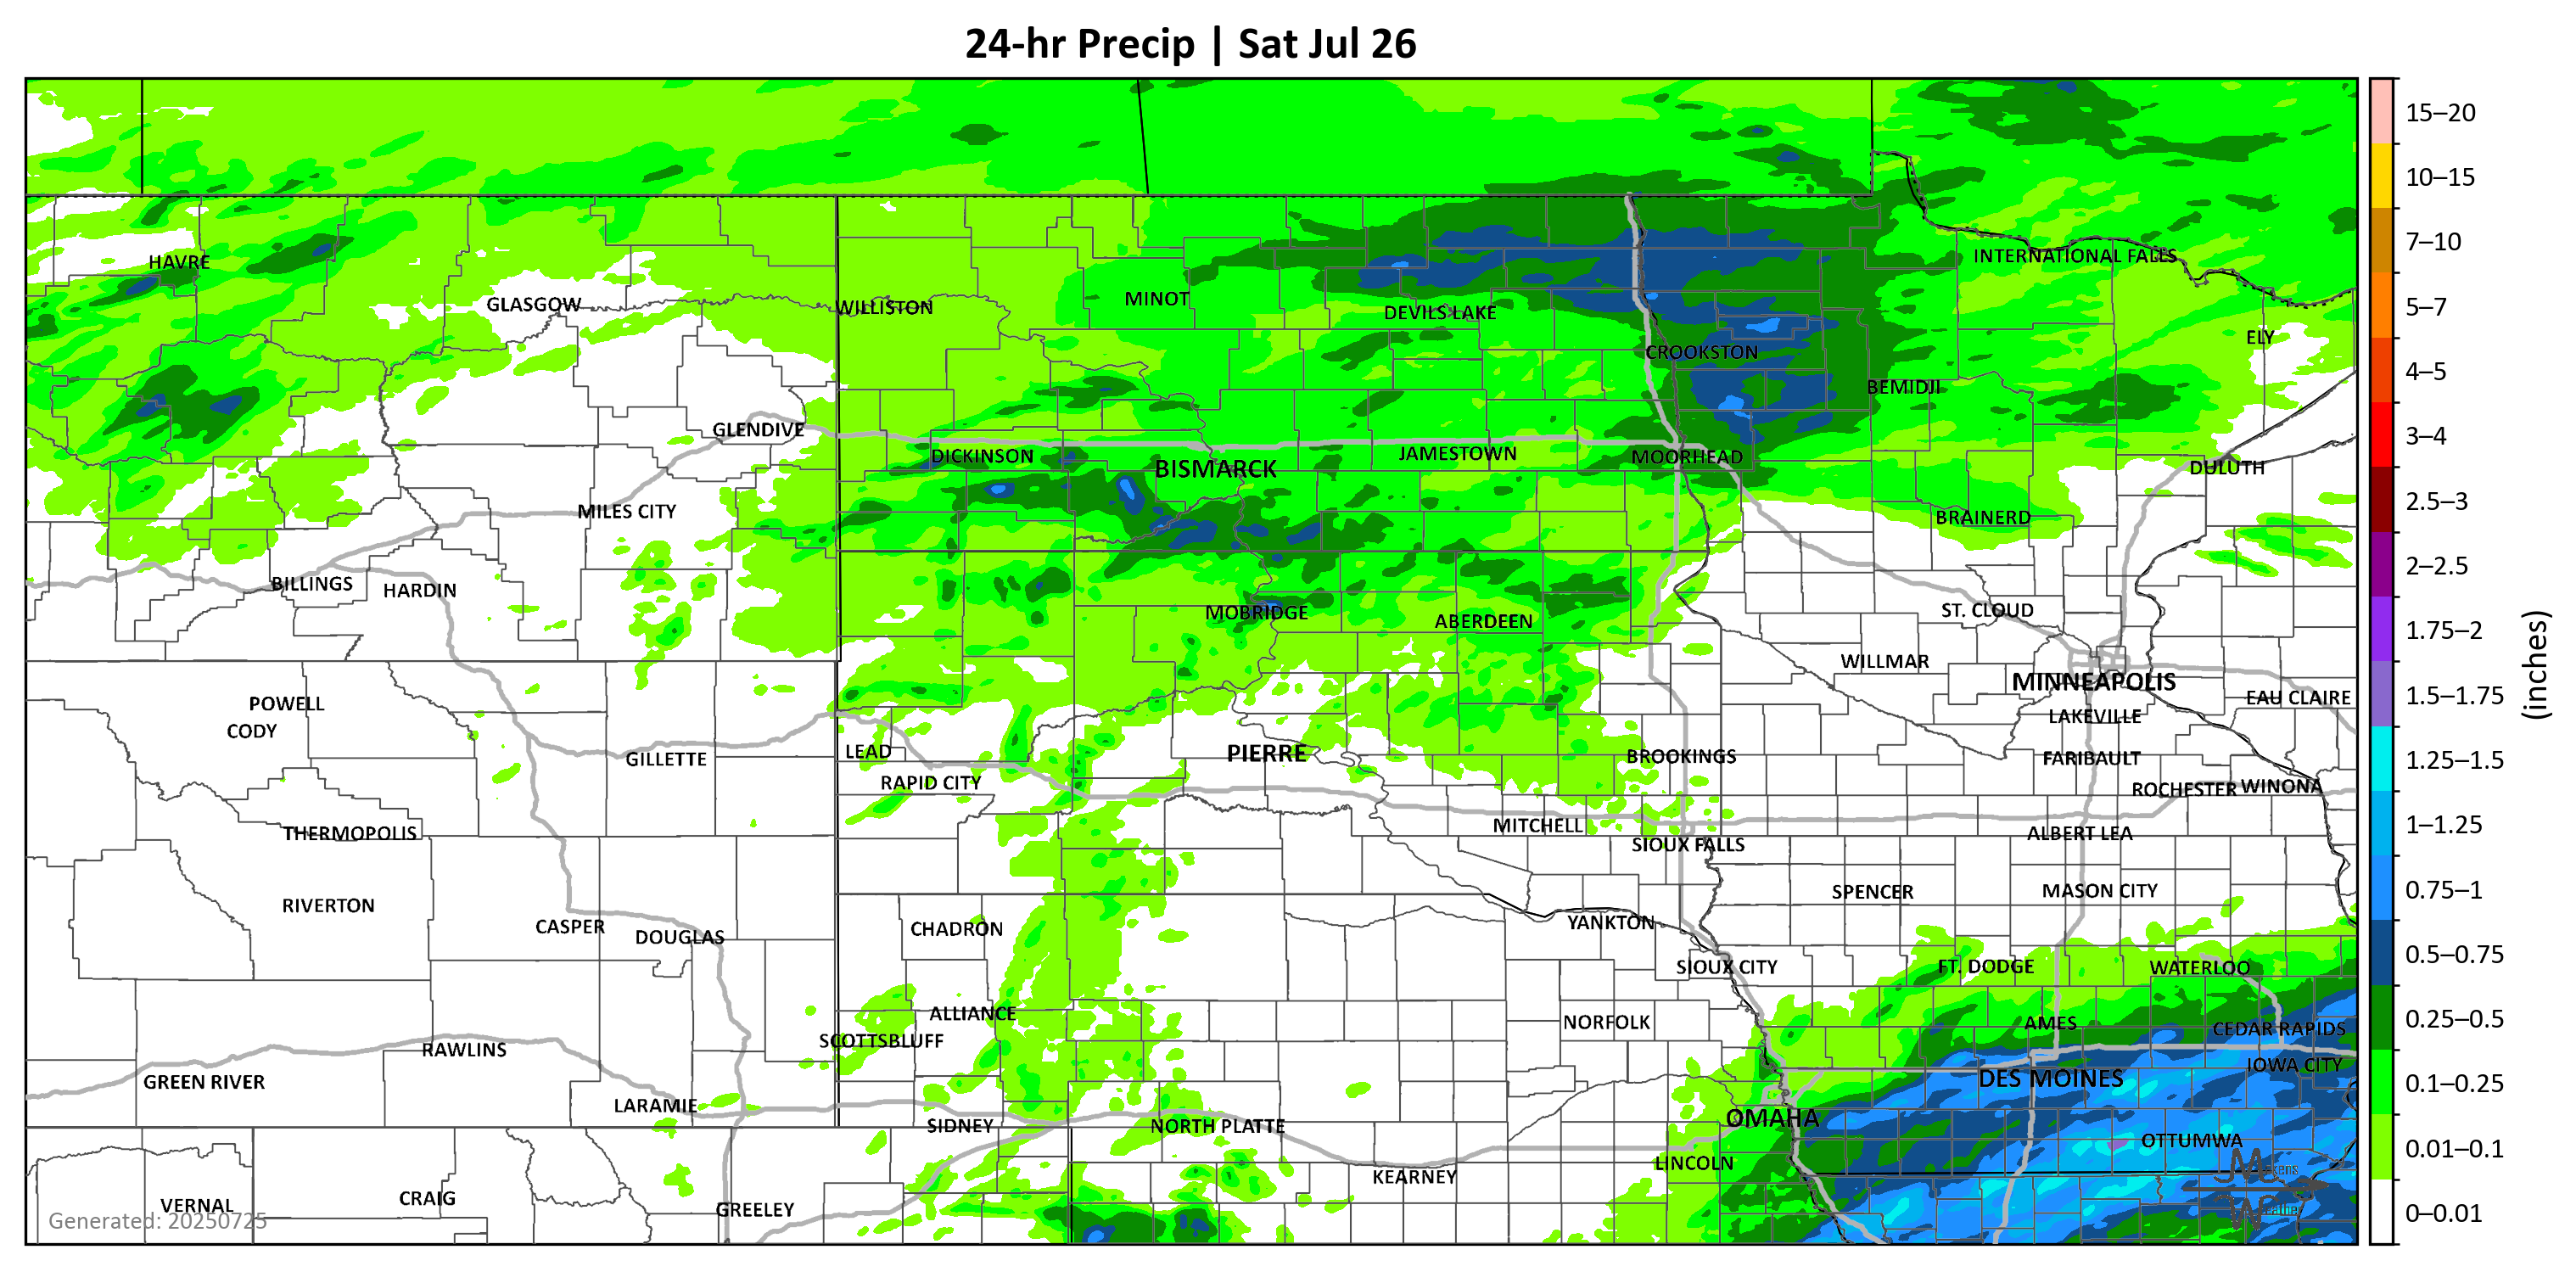 24-hr Precip | Sat Jul 26
15–20
10–15
7–10
5–7
4–5
3–4
2.5–3
2–2.5
1.75–2
1.5–1.75
1.25–1.5
1–1.25
0.75–1
0.5–0.75
0.25–0.5
0.1–0.25
0.01–0.1
0–0.01
(inches)
HAVRE
INTERNATIONAL FALLS
GLASGOW
WILLISTON
MINOT
DEVILS LAKE
ELY
CROOKSTON
BEMIDJI
GLENDIVE
DICKINSON
BISMARCK
JAMESTOWN
MOORHEAD
DULUTH
MILES CITY
BRAINERD
BILLINGS
HARDIN
MOBRIDGE
ABERDEEN
ST. CLOUD
WILLMAR
MINNEAPOLIS
POWELL
EAU CLAIRE
CODY
LAKEVILLE
GILLETTE
LEAD
PIERRE
BROOKINGS
FARIBAULT
RAPID CITY
ROCHESTER
WINONA
THERMOPOLIS
MITCHELL
ALBERT LEA
SIOUX FALLS
RIVERTON
SPENCER
MASON CITY
CASPER
DOUGLAS
CHADRON
YANKTON
SIOUX CITY
FT. DODGE
WATERLOO
ALLIANCE
NORFOLK
AMES
CEDAR RAPIDS
SCOTTSBLUFF
RAWLINS
IOWA CITY
GREEN RIVER
DES MOINES
LARAMIE
SIDNEY
NORTH PLATTE
OMAHA
OTTUMWA
LINCOLN
KEARNEY
VERNAL
CRAIG
GREELEY
Generated: 20250725